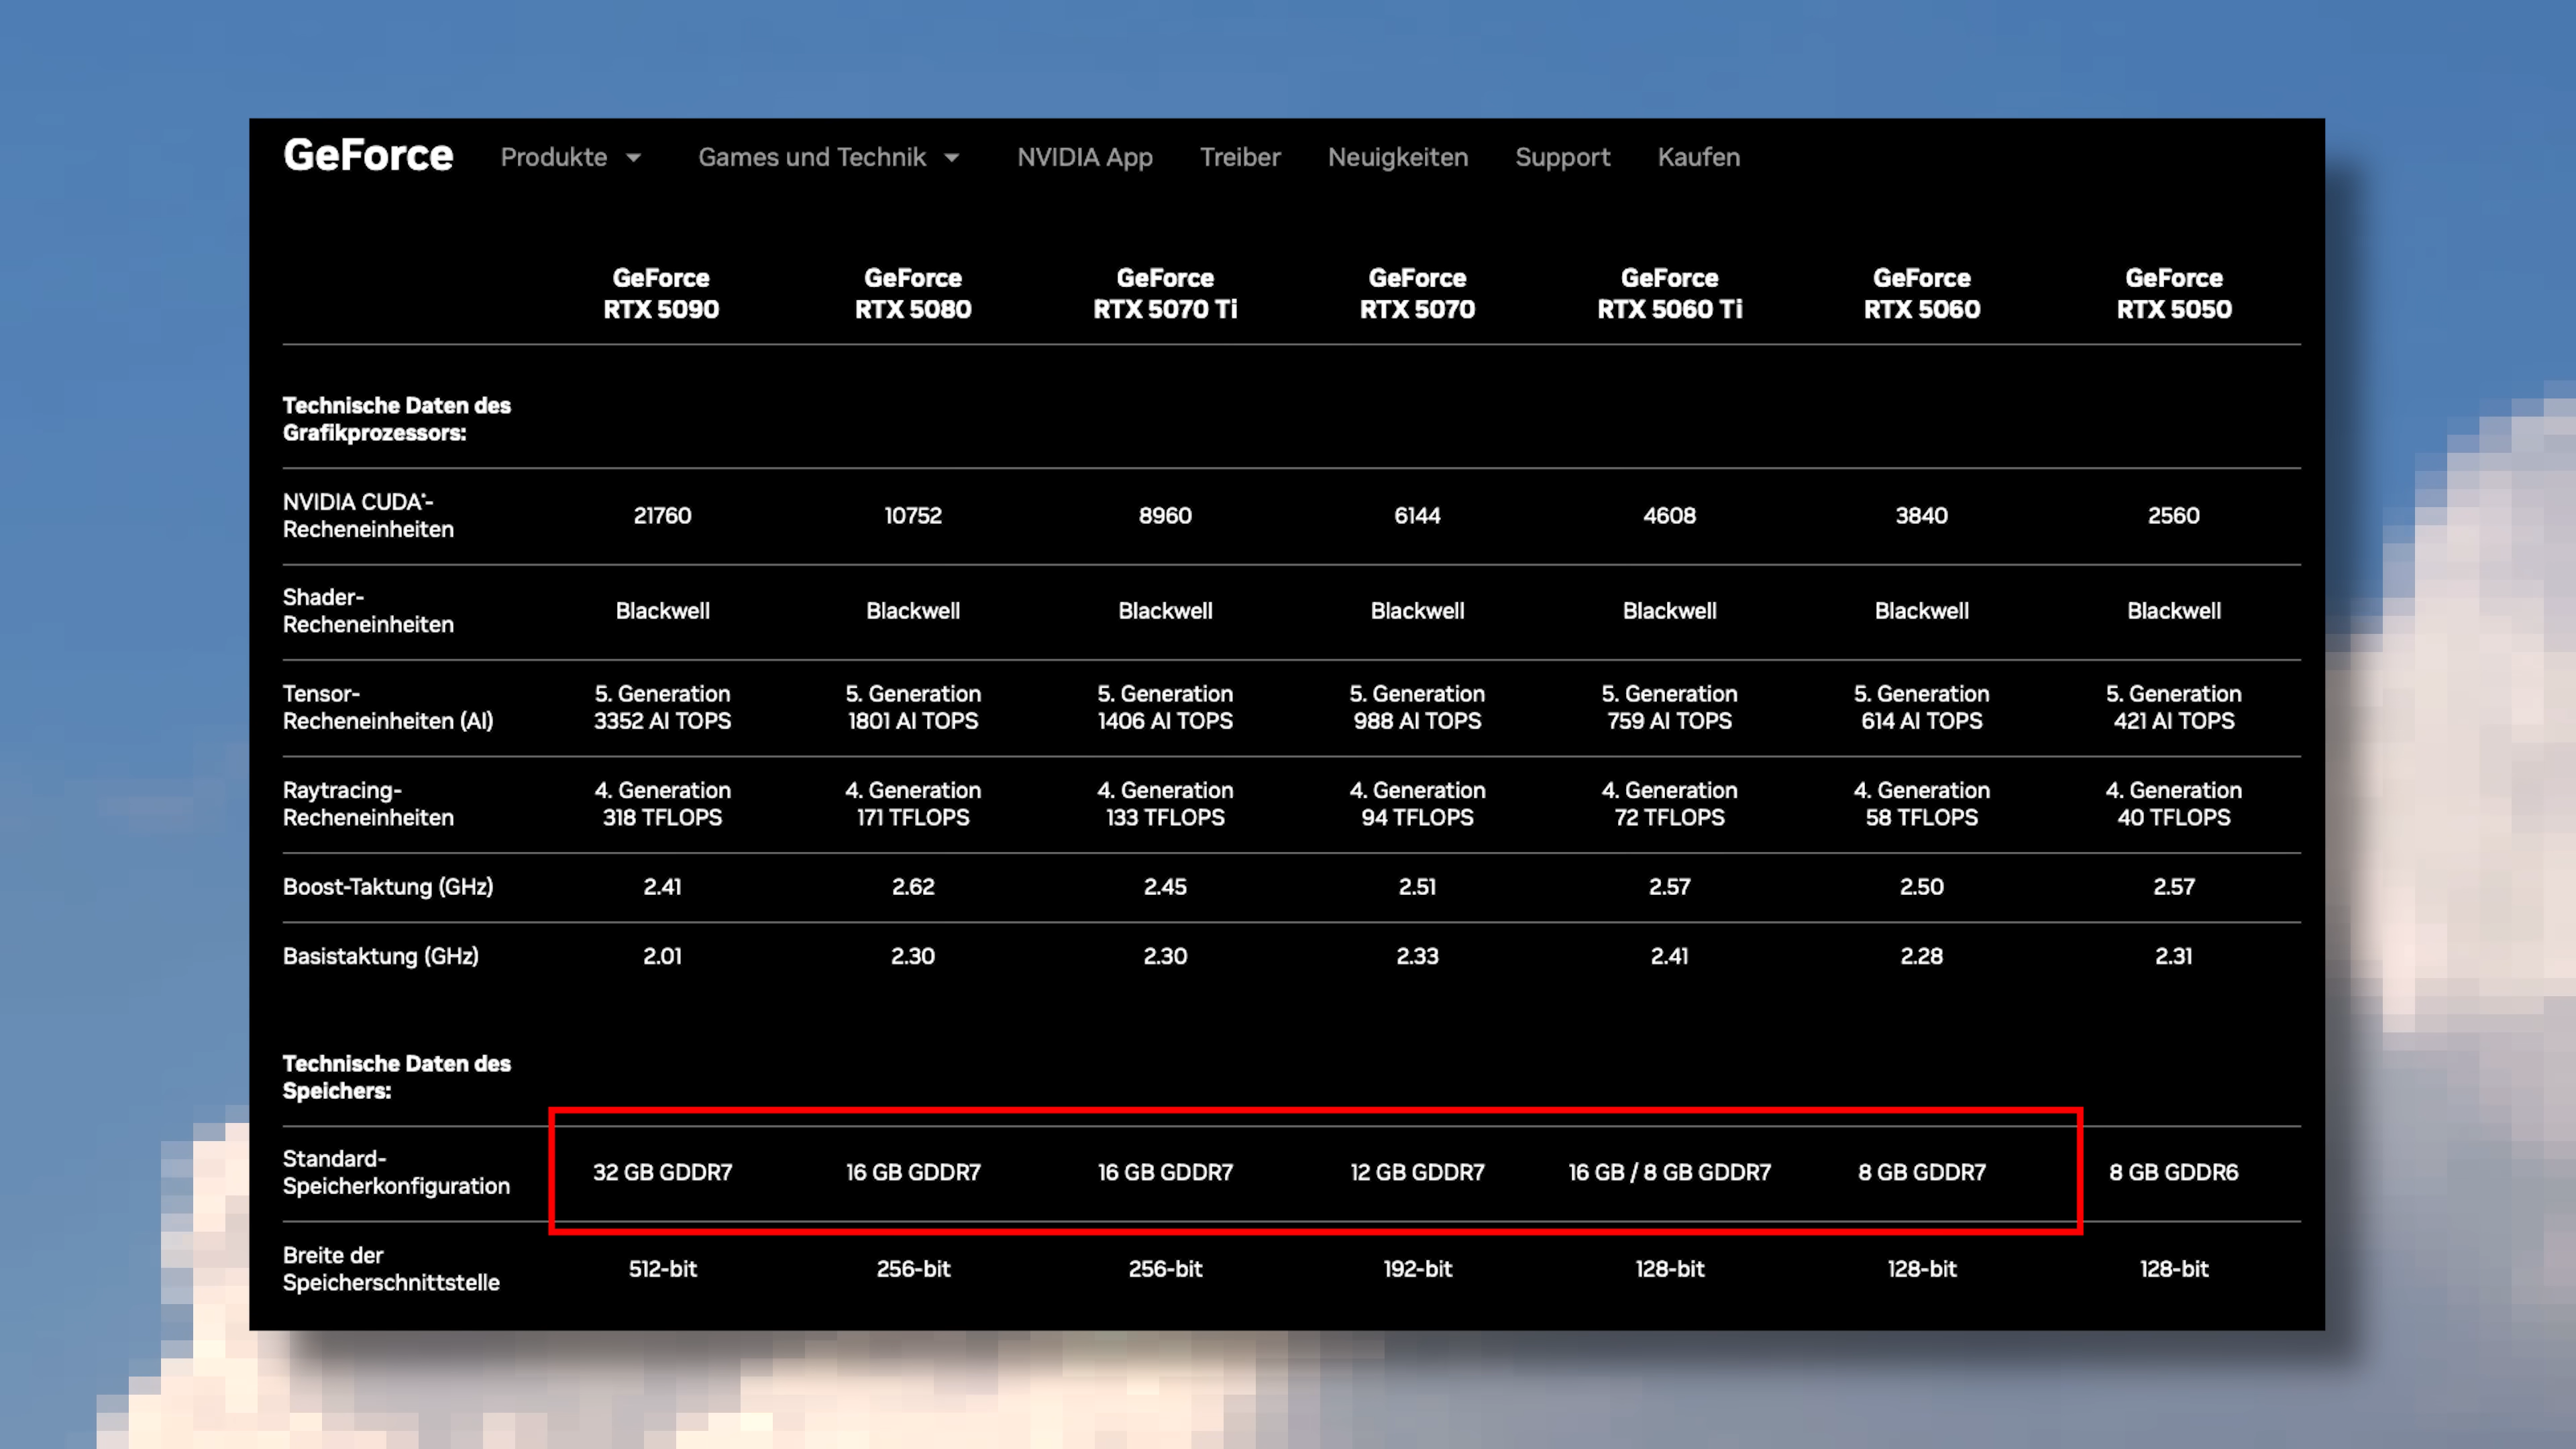 GeForce Produkte Games und Technik NVIDIA App Treiber Neuigkeiten Support Kaufen
GeForce GeForce GeForce GeForce GeForce GeForce GeForce
RTX 5090 RTX 5080 RTX 5070 Ti RTX 5070 RTX 5060 Ti RTX 5060 RTX 5050
Technische Daten des
Grafikprozessors:
NVIDIA CUDA®-
Recheneinheiten 21760 10752 8960 6144 4608 3840 2560
Shader-
Recheneinheiten Blackwell Blackwell Blackwell Blackwell Blackwell Blackwell Blackwell
Tensor- 5. Generation 5. Generation 5. Generation 5. Generation 5. Generation 5. Generation 5. Generation
Recheneinheiten (AI) 3352 AI TOPS 1801 AI TOPS 1406 AI TOPS 988 AI TOPS 759 AI TOPS 614 AI TOPS 421 AI TOPS
Raytracing- 4. Generation 4. Generation 4. Generation 4. Generation 4. Generation 4. Generation 4. Generation
Recheneinheiten 318 TFLOPS 171 TFLOPS 133 TFLOPS 94 TFLOPS 72 TFLOPS 58 TFLOPS 40 TFLOPS
Boost-Taktung (GHz) 2.41 2.62 2.45 2.51 2.57 2.50 2.57
Basistaktung (GHz) 2.01 2.30 2.30 2.33 2.41 2.28 2.31
Technische Daten des
Speichers:
Standard-
Speicherkonfiguration 32 GB GDDR7 16 GB GDDR7 16 GB GDDR7 12 GB GDDR7 16 GB / 8 GB GDDR7 8 GB GDDR7 8 GB GDDR6
Breite der
Speicherschnittstelle 512-bit 256-bit 256-bit 192-bit 128-bit 128-bit 128-bit